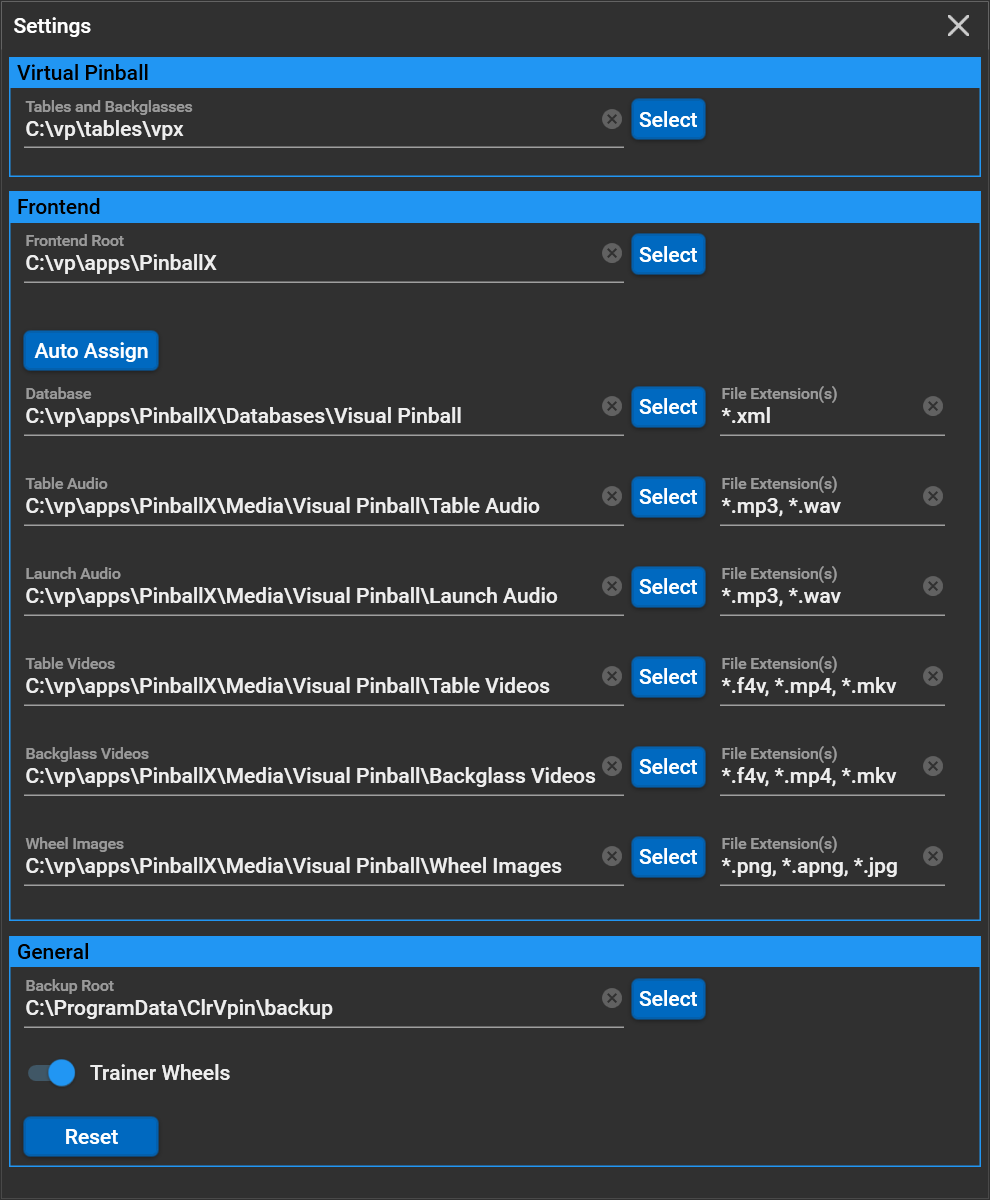 Settings
Virtual Pinball
Tables and Backglasses
C:\vp\tables\vpx
Select
Frontend
Frontend Root
C:\vp\apps\PinballX
Select
Auto Assign
Database
C:\vp\apps\PinballX\Databases\Visual Pinball
Select
File Extension(s)
*.xml
Table Audio
C:\vp\apps\PinballX\Media\Visual Pinball\Table Audio
Select
File Extension(s)
*.mp3, *.wav
Launch Audio
C:\vp\apps\PinballX\Media\Visual Pinball\Launch Audio
Select
File Extension(s)
*.mp3, *.wav
Table Videos
C:\vp\apps\PinballX\Media\Visual Pinball\Table Videos
Select
File Extension(s)
*.f4v, *.mp4, *.mkv
Backglass Videos
C:\vp\apps\PinballX\Media\Visual Pinball\Backglass Videos
Select
File Extension(s)
*.f4v, *.mp4, *.mkv
Wheel Images
C:\vp\apps\PinballX\Media\Visual Pinball\Wheel Images
Select
File Extension(s)
*.png, *.apng, *.jpg
General
Backup Root
C:\ProgramData\ClrVpin\backup
Select
Trainer Wheels
Reset